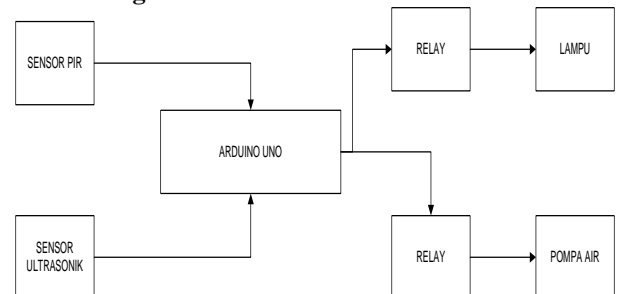 SENSOR PIR
RELAY
LAMPU
ARDUINO UNO
SENSOR
ULTRASONIK
RELAY
POMPA AIR